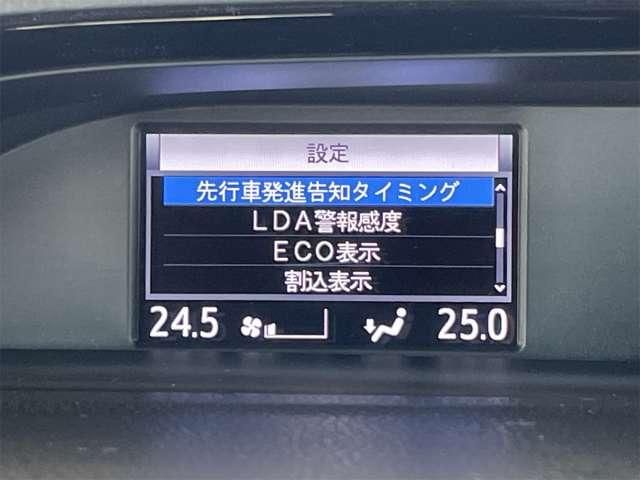 設定
先行車発進告知タイミング
ＬＤＡ警報感度
ＥＣＯ表示
割込表示
24.5 25.0